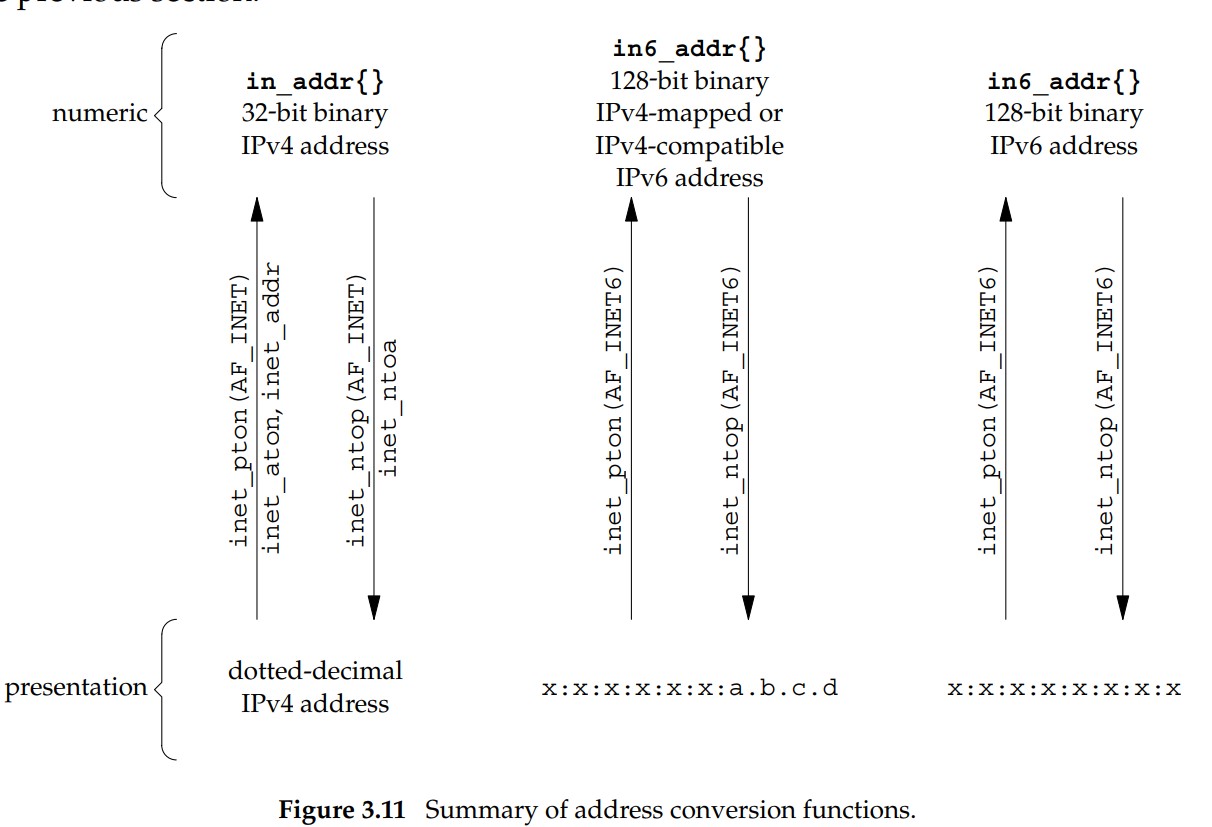 previous section.
in_addr{}
32-bit binary
IPv4 address
in6_addr{}
128-bit binary
IPv4-mapped or
IPv4-compatible
IPv6 address
in6_addr{}
128-bit binary
IPv6 address
numeric
inet_pton(AF_INET)
inet_aton, inet_addr
inet_ntop(AF_INET)
inet_ntoa
inet_pton(AF_INET6)
inet_ntop(AF_INET6)
inet_pton(AF_INET6)
inet_ntop(AF_INET6)
presentation
dotted-decimal
IPv4 address
x:x:x:x:x:x:a.b.c.d
x:x:x:x:x:x:x:x
Figure 3.11 Summary of address conversion functions.